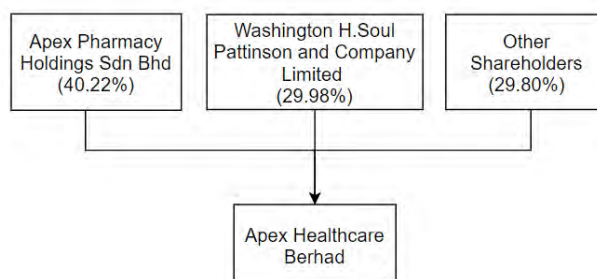 Apex Pharmacy
Holdings Sdn Bhd
(40.22%)
Washington H.Soul
Pattinson and Company
Limited
(29.98%)
Other
Shareholders
(29.80%)
Apex Healthcare
Berhad